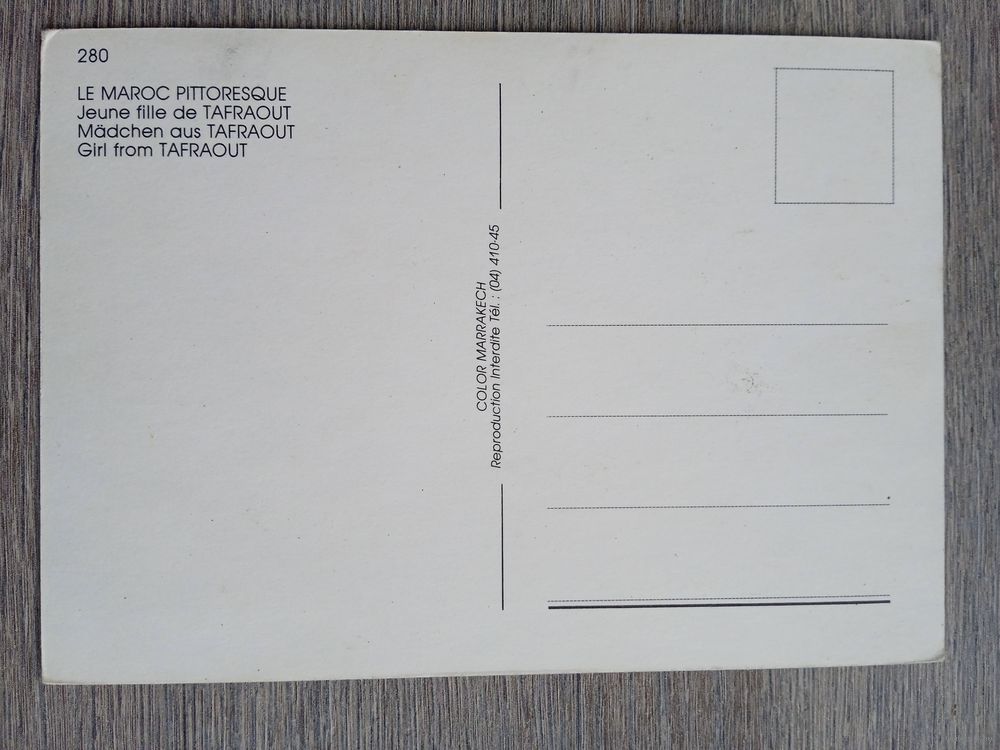 280
LE MAROC PITTORESQUE
Jeune fille de TAFRAOUT
Mädchen aus TAFRAOUT
Girl from TAFRAOUT
COLOR MARRAKECH
Reproduction Interdite Tél. : (04) 410-45